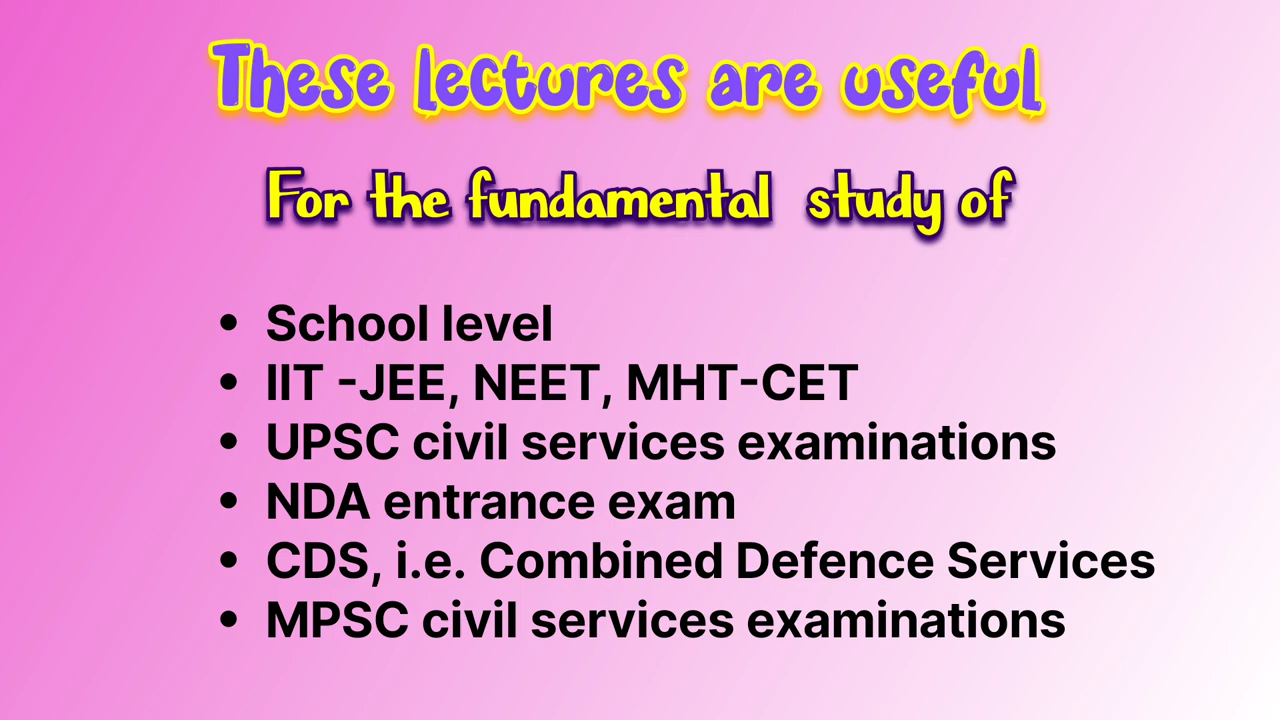 These lectures are useful
For the fundamental study of
• School level
• IIT -JEE, NEET, MHT-CET
• UPSC civil services examinations
• NDA entrance exam
• CDS, i.e. Combined Defence Services
• MPSC civil services examinations